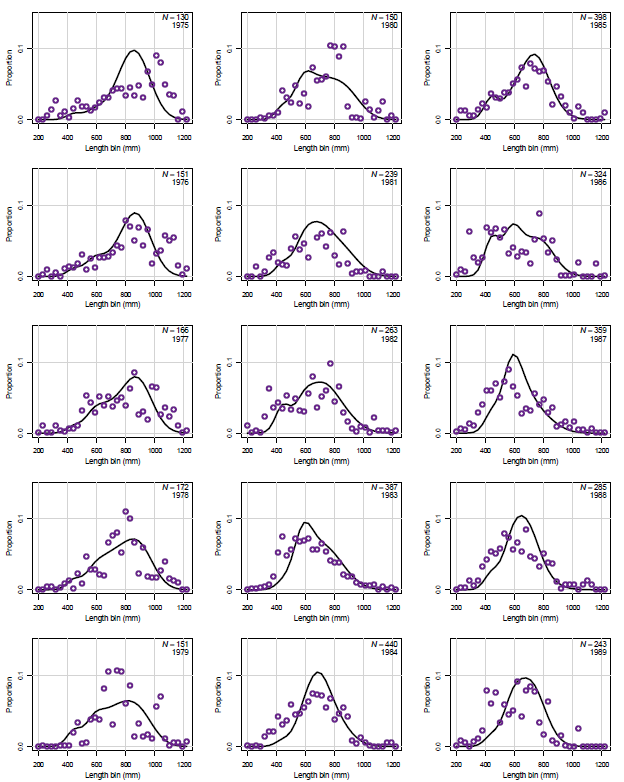 N = 130
1975
Proportion
0.1
0.0
200 400 600 800 1000 1200
Length bin (mm)
N = 150
1980
Proportion
0.1
0.0
200 400 600 800 1000 1200
Length bin (mm)
N = 398
1985
Proportion
0.1
0.0
200 400 600 800 1000 1200
Length bin (mm)
N = 151
1976
Proportion
0.1
0.0
200 400 600 800 1000 1200
Length bin (mm)
N = 239
1981
Proportion
0.1
0.0
200 400 600 800 1000 1200
Length bin (mm)
N = 324
1986
Proportion
0.1
0.0
200 400 600 800 1000 1200
Length bin (mm)
N = 166
1977
Proportion
0.1
0.0
200 400 600 800 1000 1200
Length bin (mm)
N = 263
1982
Proportion
0.1
0.0
200 400 600 800 1000 1200
Length bin (mm)
N = 359
1987
Proportion
0.1
0.0
200 400 600 800 1000 1200
Length bin (mm)
N = 172
1978
Proportion
0.1
0.0
200 400 600 800 1000 1200
Length bin (mm)
N = 387
1983
Proportion
0.1
0.0
200 400 600 800 1000 1200
Length bin (mm)
N = 285
1988
Proportion
0.1
0.0
200 400 600 800 1000 1200
Length bin (mm)
N = 151
1979
Proportion
0.1
0.0
200 400 600 800 1000 1200
Length bin (mm)
N = 440
1984
Proportion
0.1
0.0
200 400 600 800 1000 1200
Length bin (mm)
N = 243
1989
Proportion
0.1
0.0
200 400 600 800 1000 1200
Length bin (mm)